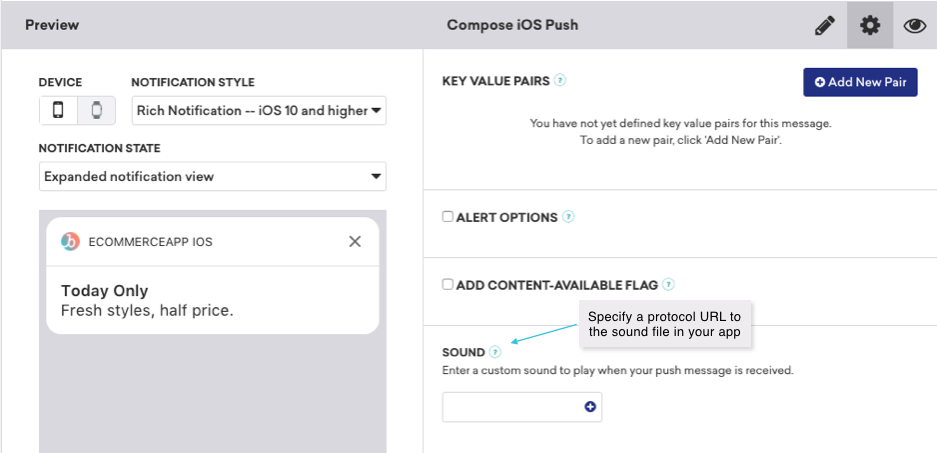 Preview
Compose iOS Push
DEVICE
NOTIFICATION STYLE
Rich Notification -- iOS 10 and higher
NOTIFICATION STATE
Expanded notification view
ECOMMERCEAPP IOS
Today Only
Fresh styles, half price.
KEY VALUE PAIRS ?
Add New Pair
You have not yet defined key value pairs for this message.
To add a new pair, click 'Add New Pair'.
ALERT OPTIONS ?
ADD CONTENT-AVAILABLE FLAG ?
Specify a protocol URL to
the sound file in your app
SOUND ?
Enter a custom sound to play when your push message is received.